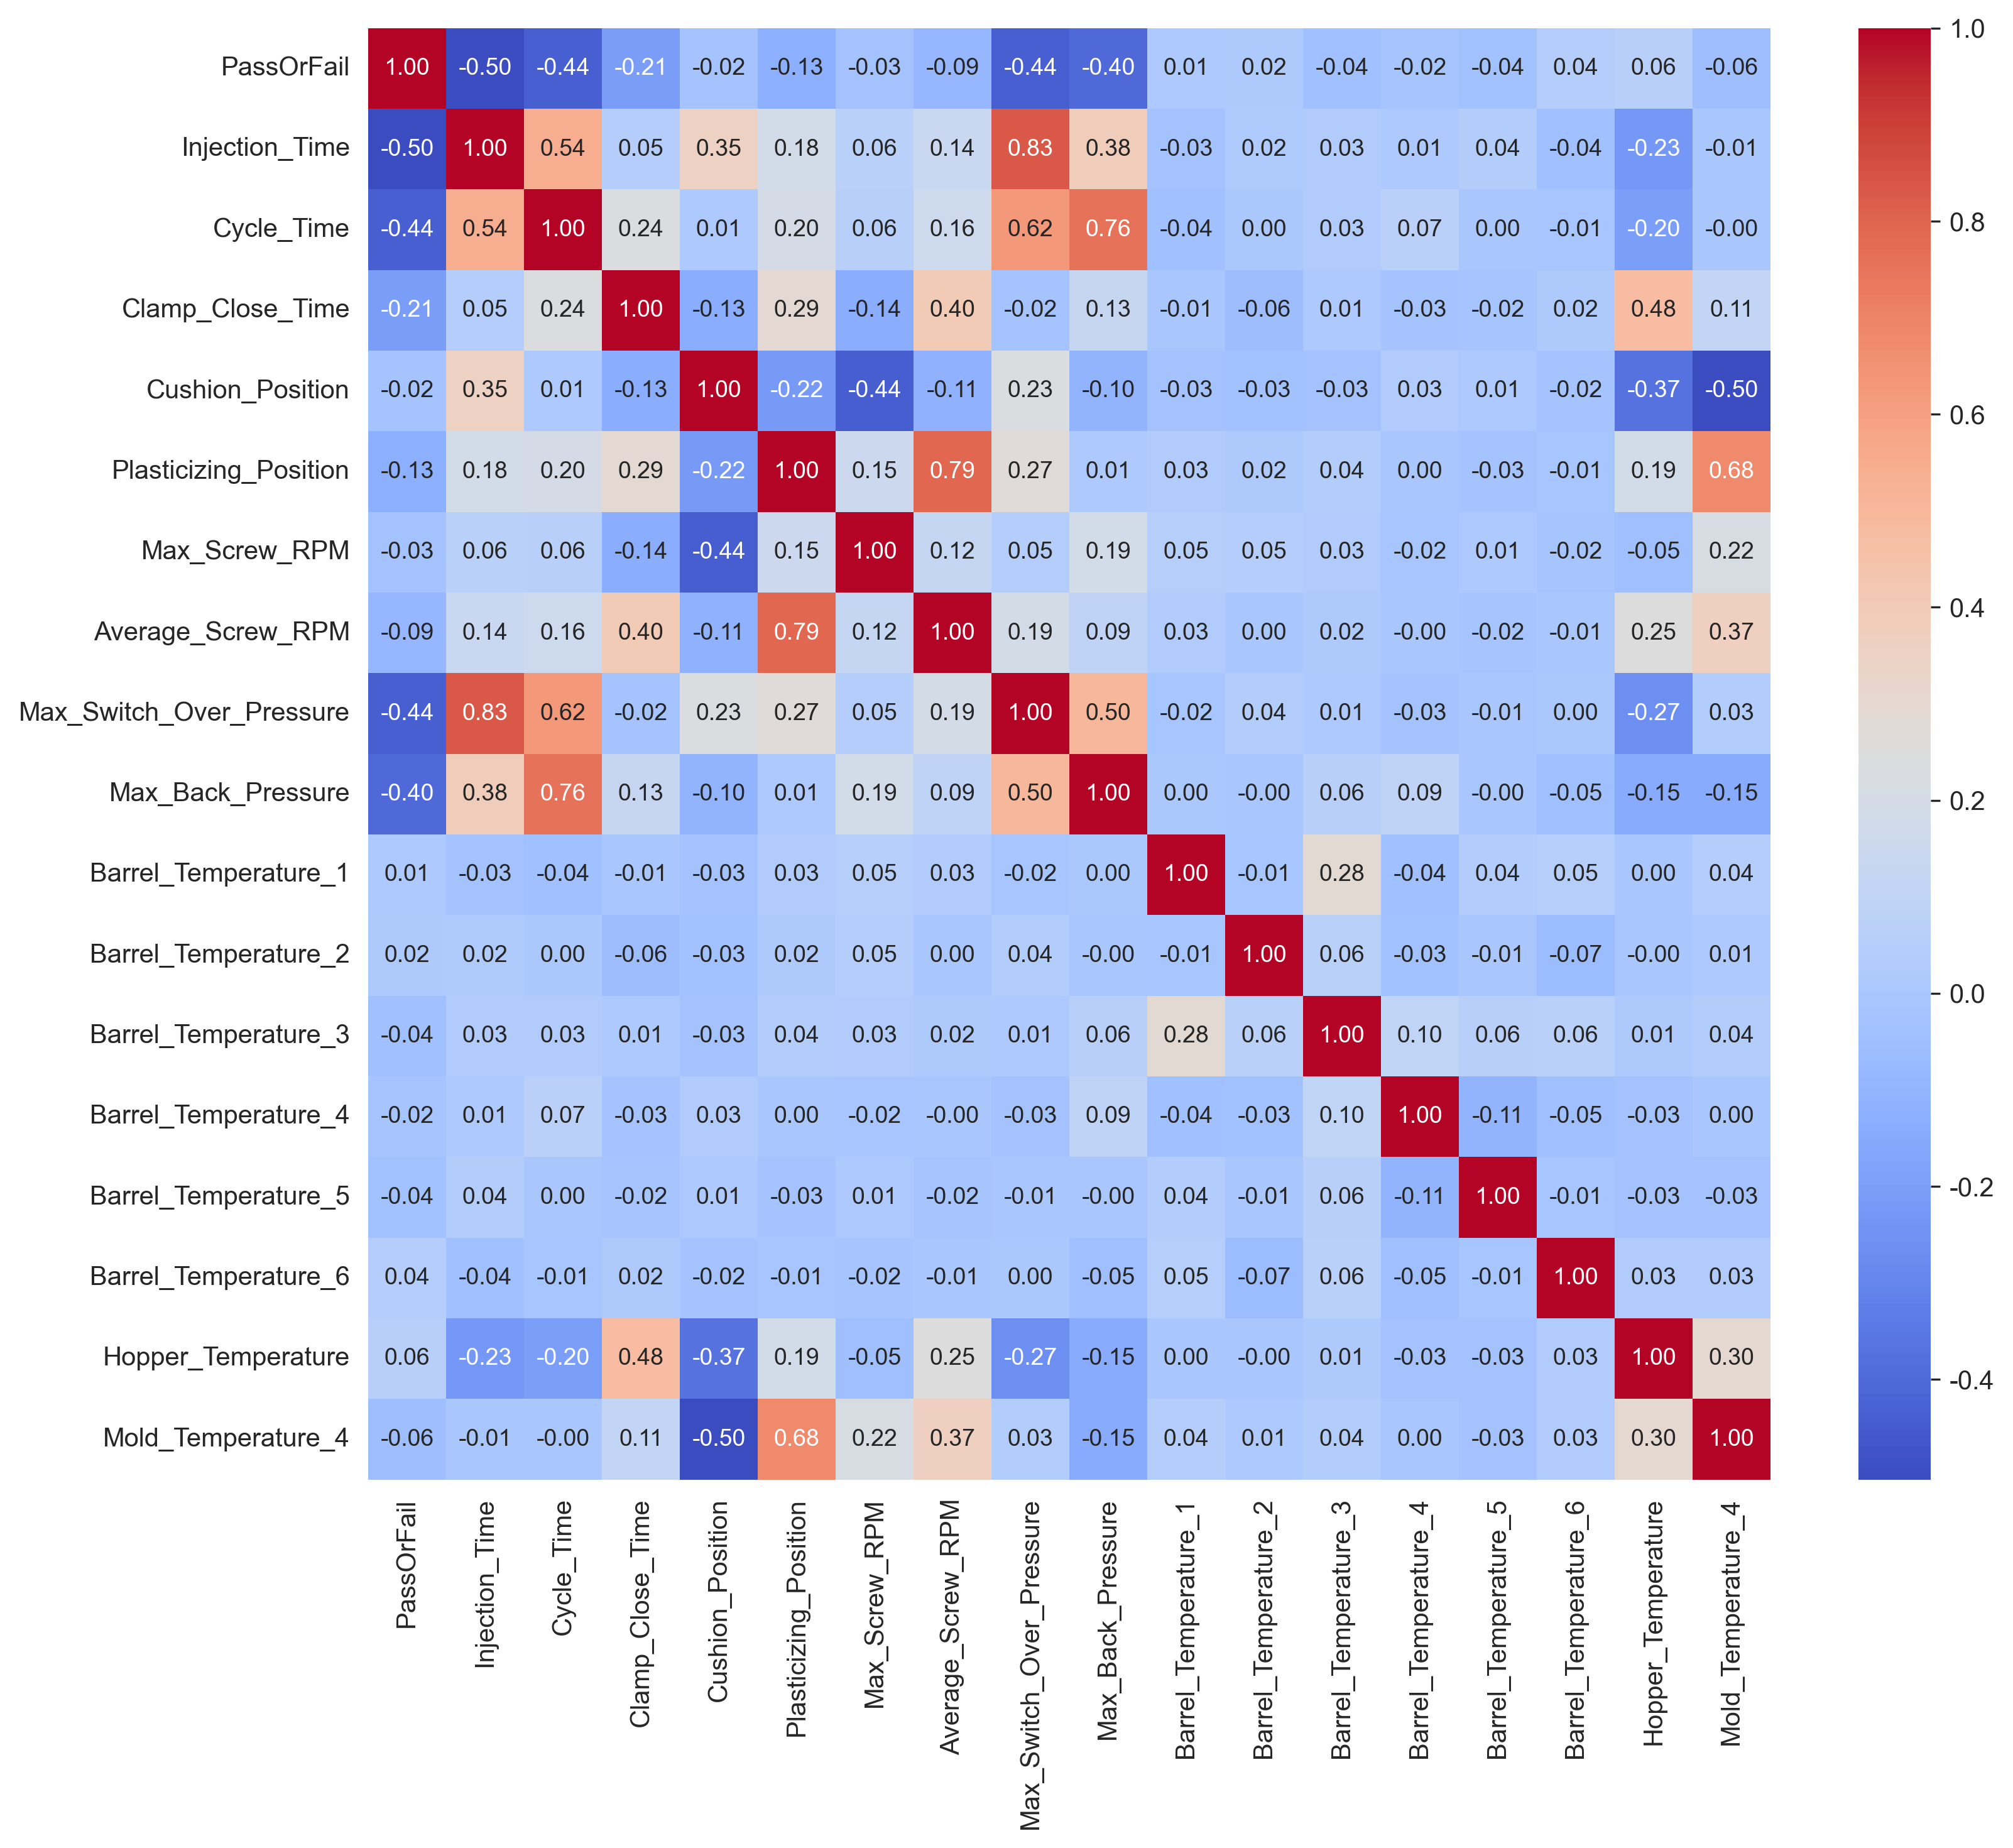 PassOrFail 1.00 -0.50 -0.44 -0.21 -0.02 -0.13 -0.03 -0.09 -0.44 -0.40 0.01 0.02 -0.04 -0.02 -0.04 0.04 0.06 -0.06
Injection_Time -0.50 1.00 0.54 0.05 0.35 0.18 0.06 0.14 0.83 0.38 -0.03 0.02 0.03 0.01 0.04 -0.04 -0.23 -0.01
Cycle_Time -0.44 0.54 1.00 0.24 0.01 0.20 0.06 0.16 0.62 0.76 -0.04 0.00 0.03 0.07 0.00 -0.01 -0.20 -0.00
Clamp_Close_Time -0.21 0.05 0.24 1.00 -0.13 0.29 -0.14 0.40 -0.02 0.13 -0.01 -0.06 0.01 -0.03 -0.02 0.02 0.48 0.11
Cushion_Position -0.02 0.35 0.01 -0.13 1.00 -0.22 -0.44 -0.11 0.23 -0.10 -0.03 -0.03 -0.03 0.03 0.01 -0.02 -0.37 -0.50
Plasticizing_Position -0.13 0.18 0.20 0.29 -0.22 1.00 0.15 0.79 0.27 0.01 0.03 0.02 0.04 0.00 -0.03 -0.01 0.19 0.68
Max_Screw_RPM -0.03 0.06 0.06 -0.14 -0.44 0.15 1.00 0.12 0.05 0.19 0.05 0.05 0.03 -0.02 0.01 -0.02 -0.05 0.22
Average_Screw_RPM -0.09 0.14 0.16 0.40 -0.11 0.79 0.12 1.00 0.19 0.09 0.03 0.00 0.02 -0.00 -0.02 -0.01 0.25 0.37
Max_Switch_Over_Pressure -0.44 0.83 0.62 -0.02 0.23 0.27 0.05 0.19 1.00 0.50 -0.02 0.04 0.01 -0.03 -0.01 0.00 -0.27 0.03
Max_Back_Pressure -0.40 0.38 0.76 0.13 -0.10 0.01 0.19 0.09 0.50 1.00 0.00 -0.00 0.06 0.09 -0.00 -0.05 -0.15 -0.15
Barrel_Temperature_1 0.01 -0.03 -0.04 -0.01 -0.03 0.03 0.05 0.03 -0.02 0.00 1.00 -0.01 0.28 -0.04 0.04 0.05 0.00 0.04
Barrel_Temperature_2 0.02 0.02 0.00 -0.06 -0.03 0.02 0.05 0.00 0.04 -0.00 -0.01 1.00 0.06 -0.03 -0.01 -0.07 -0.00 0.01
Barrel_Temperature_3 -0.04 0.03 0.03 0.01 -0.03 0.04 0.03 0.02 0.01 0.06 0.28 0.06 1.00 0.10 0.06 0.06 0.01 0.04
Barrel_Temperature_4 -0.02 0.01 0.07 -0.03 0.03 0.00 -0.02 -0.00 -0.03 0.09 -0.04 -0.03 0.10 1.00 -0.11 -0.05 -0.03 0.00
Barrel_Temperature_5 -0.04 0.04 0.00 -0.02 0.01 -0.03 0.01 -0.02 -0.01 -0.00 0.04 -0.01 0.06 -0.11 1.00 -0.01 -0.03 -0.03
Barrel_Temperature_6 0.04 -0.04 -0.01 0.02 -0.02 -0.01 -0.02 -0.01 0.00 -0.05 0.05 -0.07 0.06 -0.05 -0.01 1.00 0.03 0.03
Hopper_Temperature 0.06 -0.23 -0.20 0.48 -0.37 0.19 -0.05 0.25 -0.27 -0.15 0.00 -0.00 0.01 -0.03 -0.03 0.03 1.00 0.30
Mold_Temperature_4 -0.06 -0.01 -0.00 0.11 -0.50 0.68 0.22 0.37 0.03 -0.15 0.04 0.01 0.04 0.00 -0.03 0.03 0.30 1.00
PassOrFail
Injection_Time
Cycle_Time
Clamp_Close_Time
Cushion_Position
Plasticizing_Position
Max_Screw_RPM
Average_Screw_RPM
Max_Switch_Over_Pressure
Max_Back_Pressure
Barrel_Temperature_1
Barrel_Temperature_2
Barrel_Temperature_3
Barrel_Temperature_4
Barrel_Temperature_5
Barrel_Temperature_6
Hopper_Temperature
Mold_Temperature_4
1.0
0.8
0.6
0.4
0.2
0.0
-0.2
-0.4